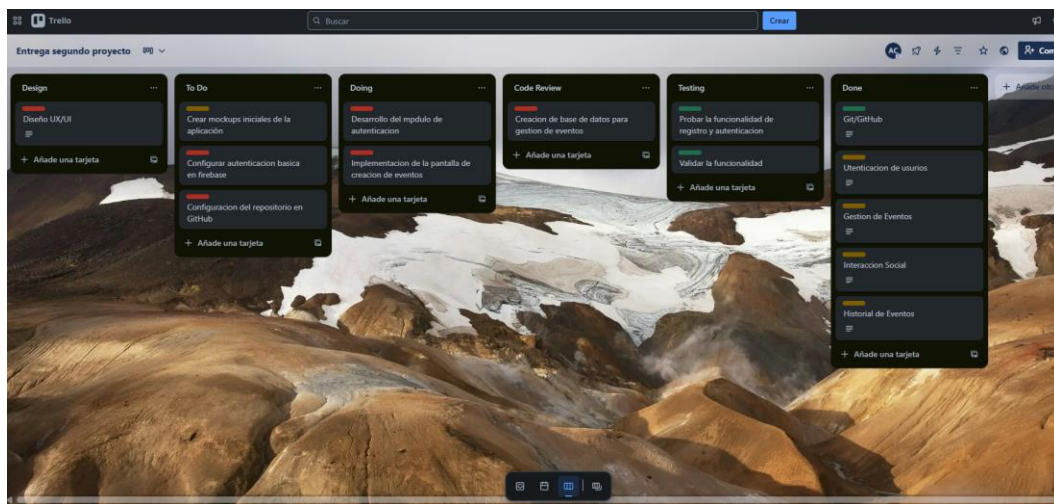 Trello
Buscar
Crear
Entrega segundo proyecto
AC
Com
Design
Diseño UX/UI
+ Añade una tarjeta
To Do
Crear mockups iniciales de la
aplicación
Configurar autenticacion basica
en firebase
Configuracion del repositorio en
GitHub
+ Añade una tarjeta
Doing
Desarrollo del mpdulo de
autenticacion
Implementacion de la pantalla de
creacion de eventos
+ Añade una tarjeta
Code Review
Creacion de base de datos para
gestion de eventos
+ Añade una tarjeta
Testing
Probar la funcionalidad de
registro y autenticacion
Validar la funcionalidad
+ Añade una tarjeta
Done
Git/GitHub
Utenticacion de usurios
Gestion de Eventos
Interaccion Social
Historial de Eventos
+ Añade una tarjeta
+ Añade otra